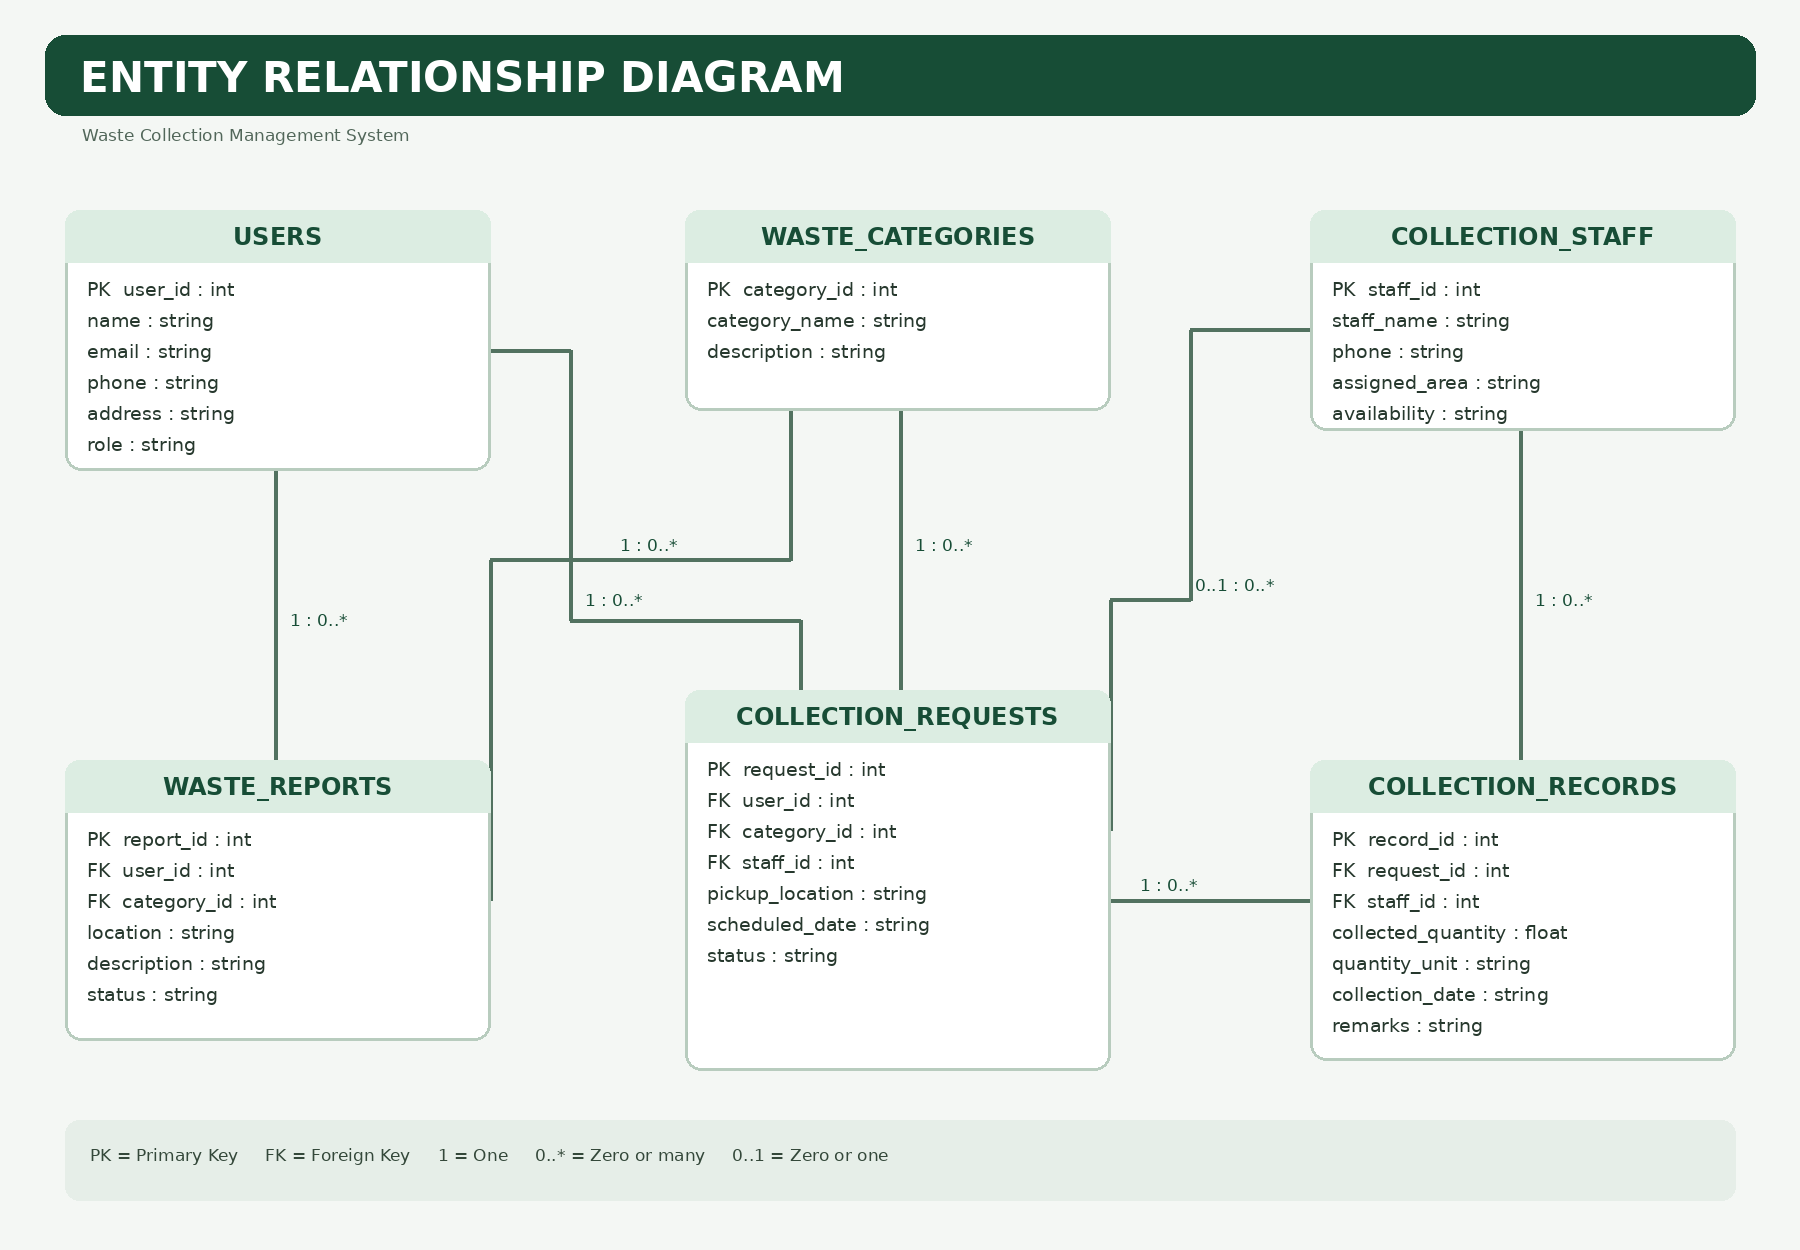 ENTITY RELATIONSHIP DIAGRAM
Waste Collection Management System
USERS
PK  user_id : int
name : string
email : string
phone : string
address : string
role : string
WASTE_CATEGORIES
PK  category_id : int
category_name : string
description : string
COLLECTION_STAFF
PK  staff_id : int
staff_name : string
phone : string
assigned_area : string
availability : string
1 : 0..*
1 : 0..*
1 : 0..*
1 : 0..*
0..1 : 0..*
1 : 0..*
WASTE_REPORTS
PK  report_id : int
FK  user_id : int
FK  category_id : int
location : string
description : string
status : string
COLLECTION_REQUESTS
PK  request_id : int
FK  user_id : int
FK  category_id : int
FK  staff_id : int
pickup_location : string
scheduled_date : string
status : string
1 : 0..*
COLLECTION_RECORDS
PK  record_id : int
FK  request_id : int
FK  staff_id : int
collected_quantity : float
quantity_unit : string
collection_date : string
remarks : string
PK = Primary Key     FK = Foreign Key     1 = One     0..* = Zero or many     0..1 = Zero or one